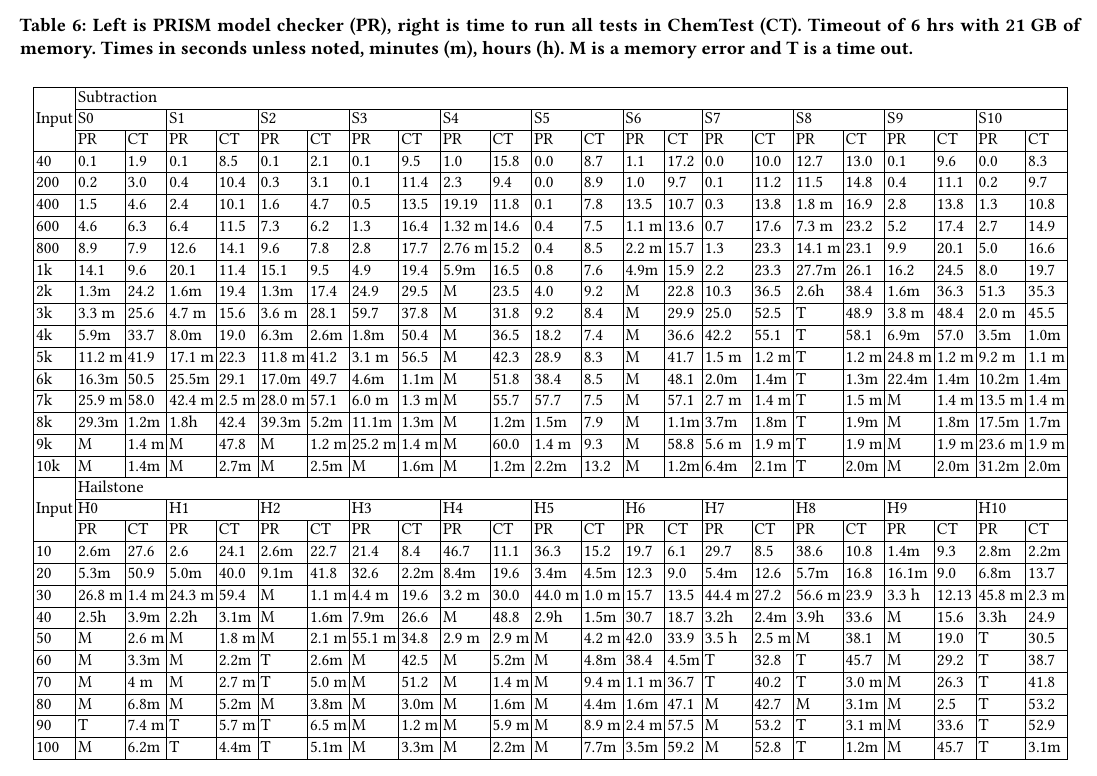 Table 6: Left is PRISM model checker (PR), right is time to run all tests in ChemTest (CT). Timeout of 6 hrs with 21 GB of
memory. Times in seconds unless noted, minutes (m), hours (h). M is a memory error and T is a time out.
Subtraction
Input S0 S1 S2 S3 S4 S5 S6 S7 S8 S9 S10
PR CT PR CT PR CT PR CT PR CT PR CT PR CT PR CT PR CT PR CT PR CT
40 0.1 1.9 0.1 8.5 0.1 2.1 0.1 9.5 1.0 15.8 0.0 8.7 1.1 17.2 0.0 10.0 12.7 13.0 0.1 9.6 0.0 8.3
200 0.2 3.0 0.4 10.4 0.3 3.1 0.1 11.4 2.3 9.4 0.0 8.9 1.0 9.7 0.1 11.2 11.5 14.8 0.4 11.1 0.2 9.7
400 1.5 4.6 2.4 10.1 1.6 4.7 0.5 13.5 19.19 11.8 0.1 7.8 13.5 10.7 0.3 13.8 1.8 m 16.9 2.8 13.8 1.3 10.8
600 4.6 6.3 6.4 11.5 7.3 6.2 1.3 16.4 1.32 m 14.6 0.4 7.5 1.1 m 13.6 0.7 17.6 7.3 m 23.2 5.2 17.4 2.7 14.9
800 8.9 7.9 12.6 14.1 9.6 7.8 2.8 17.7 2.76 m 15.2 0.4 8.5 2.2 m 15.7 1.3 23.3 14.1 m 23.1 9.9 20.1 5.0 16.6
1k 14.1 9.6 20.1 11.4 15.1 9.5 4.9 19.4 5.9m 16.5 0.8 7.6 4.9m 15.9 2.2 23.3 27.7m 26.1 16.2 24.5 8.0 19.7
2k 1.3m 24.2 1.6m 19.4 1.3m 17.4 24.9 29.5 M 23.5 4.0 9.2 M 22.8 10.3 36.5 2.6h 38.4 1.6m 36.3 51.3 35.3
3k 3.3 m 25.6 4.7 m 15.6 3.6 m 28.1 59.7 37.8 M 31.8 9.2 8.4 M 29.9 25.0 52.5 T 48.9 3.8 m 48.4 2.0 m 45.5
4k 5.9m 33.7 8.0m 19.0 6.3m 2.6m 1.8m 50.4 M 36.5 18.2 7.4 M 36.6 42.2 55.1 T 58.1 6.9m 57.0 3.5m 1.0m
5k 11.2 m 41.9 17.1 m 22.3 11.8 m 41.2 3.1 m 56.5 M 42.3 28.9 8.3 M 41.7 1.5 m 1.2 m T 1.2 m 24.8 m 1.2 m 9.2 m 1.1 m
6k 16.3m 50.5 25.5m 29.1 17.0m 49.7 4.6m 1.1m M 51.8 38.4 8.5 M 48.1 2.0m 1.4m T 1.3m 22.4m 1.4m 10.2m 1.4m
7k 25.9 m 58.0 42.4 m 2.5 m 28.0 m 57.1 6.0 m 1.3 m M 55.7 57.7 7.5 M 57.1 2.7 m 1.4 m T 1.5 m M 1.4 m 13.5 m 1.4 m
8k 29.3m 1.2m 1.8h 42.4 39.3m 5.2m 11.1m 1.3m M 1.2m 1.5m 7.9 M 1.1m 3.7m 1.8m T 1.9m M 1.8m 17.5m 1.7m
9k M 1.4 m M 47.8 M 1.2 m 25.2 m 1.4 m M 60.0 1.4 m 9.3 M 58.8 5.6 m 1.9 m T 1.9 m M 1.9 m 23.6 m 1.9 m
10k M 1.4m M 2.7m M 2.5m M 1.6m M 1.2m 2.2m 13.2 M 1.2m 6.4m 2.1m T 2.0m M 2.0m 31.2m 2.0m
Hailstone
Input H0 H1 H2 H3 H4 H5 H6 H7 H8 H9 H10
PR CT PR CT PR CT PR CT PR CT PR CT PR CT PR CT PR CT PR CT PR CT
10 2.6m 27.6 2.6 24.1 2.6m 22.7 21.4 8.4 46.7 11.1 36.3 15.2 19.7 6.1 29.7 8.5 38.6 10.8 1.4m 9.3 2.8m 2.2m
20 5.3m 50.9 5.0m 40.0 9.1m 41.8 32.6 2.2m 8.4m 19.6 3.4m 4.5m 12.3 9.0 5.4m 12.6 5.7m 16.8 16.1m 9.0 6.8m 13.7
30 26.8 m 1.4 m 24.3 m 59.4 M 1.1 m 4.4 m 19.6 3.2 m 30.0 44.0 m 1.0 m 15.7 13.5 44.4 m 27.2 56.6 m 23.9 3.3 h 12.13 45.8 m 2.3 m
40 2.5h 3.9m 2.2h 3.1m M 1.6m 7.9m 26.6 M 48.8 2.9h 1.5m 30.7 18.7 3.2h 2.4m 3.9h 33.6 M 15.6 3.3h 24.9
50 M 2.6 m M 1.8 m M 2.1 m 55.1 m 34.8 2.9 m 2.9 m M 4.2 m 42.0 33.9 3.5 h 2.5 m M 38.1 M 19.0 T 30.5
60 M 3.3m M 2.2m T 2.6m M 42.5 M 5.2m M 4.8m 38.4 4.5m T 32.8 T 45.7 M 29.2 T 38.7
70 M 4 m M 2.7 m T 5.0 m M 51.2 M 1.4 m M 9.4 m 1.1 m 36.7 T 40.2 T 3.0 m M 26.3 T 41.8
80 M 6.8m M 5.2m M 3.8m M 3.0m M 1.6m M 4.4m 1.6m 47.1 M 42.7 M 3.1m M 2.5 T 53.2
90 T 7.4 m T 5.7 m T 6.5 m M 1.2 m M 5.9 m M 8.9 m 2.4 m 57.5 M 53.2 T 3.1 m M 33.6 T 52.9
100 M 6.2m T 4.4m T 5.1m M 3.3m M 2.2m M 7.7m 3.5m 59.2 M 52.8 T 1.2m M 45.7 T 3.1m